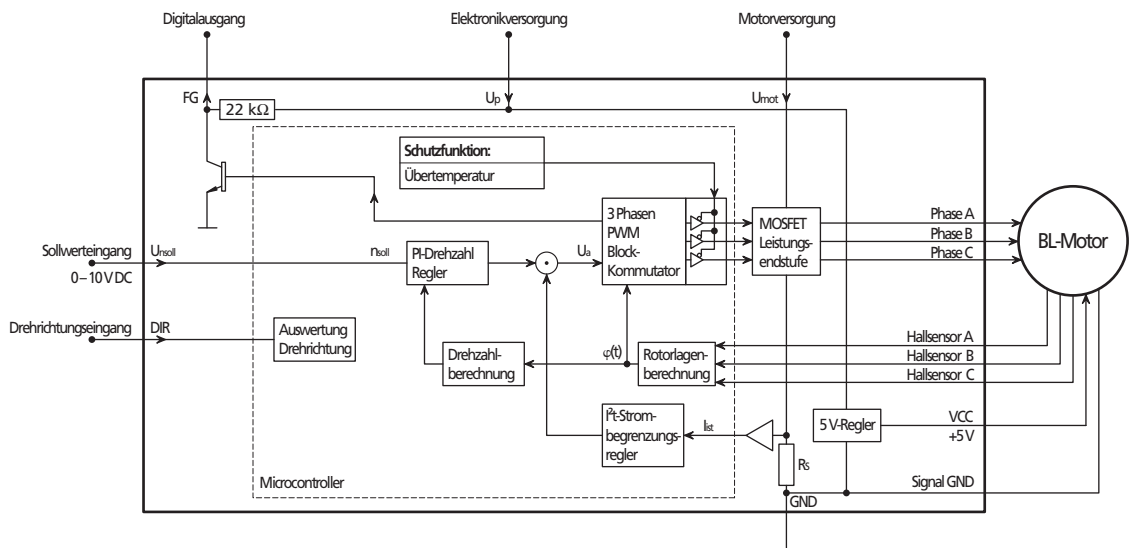 Digitalausgang
Elektronikversorgung
Motorversorgung
FG
22 kΩ
Up
Umot
Schutzfunktion:
Übertemperatur
3 Phasen
PWM
Block-
Kommutator
MOSFET
Leistungs-
endstufe
Phase A
Phase B
Phase C
BL-Motor
Sollwerteingang
0–10 V DC
Unsoll
nsoll
PI-Drehzahl
Regler
Ua
Drehrichtungseingang
DIR
Auswertung
Drehrichtung
Drehzahl-
berechnung
φ(t)
Rotorlagen-
berechnung
Hallsensor A
Hallsensor B
Hallsensor C
I²t-Strom-
begrenzungs-
regler
Iist
5 V-Regler
VCC
+5 V
RS
Microcontroller
Signal GND
GND